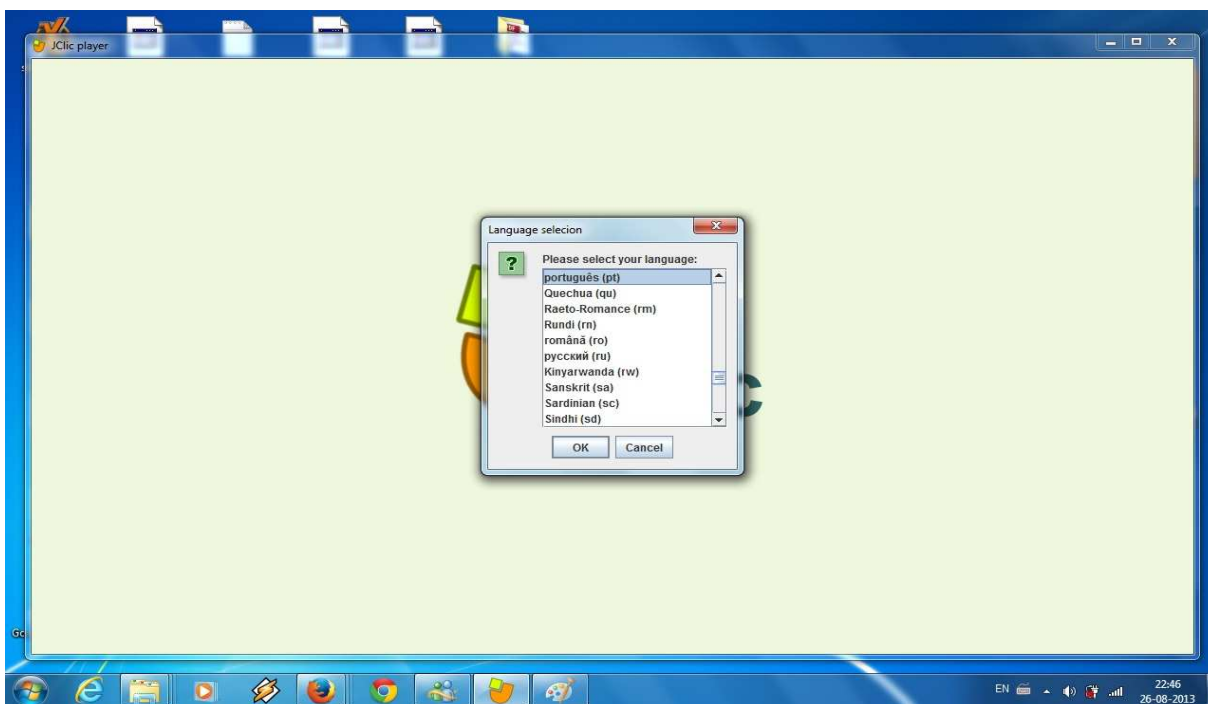 JClic player
Language selecion
Please select your language:
português (pt)
Quechua (qu)
Raeto-Romance (rm)
Rundi (rn)
română (ro)
русский (ru)
Kinyarwanda (rw)
Sanskrit (sa)
Sardinian (sc)
Sindhi (sd)
OK Cancel
EN 22:46
26-08-2013